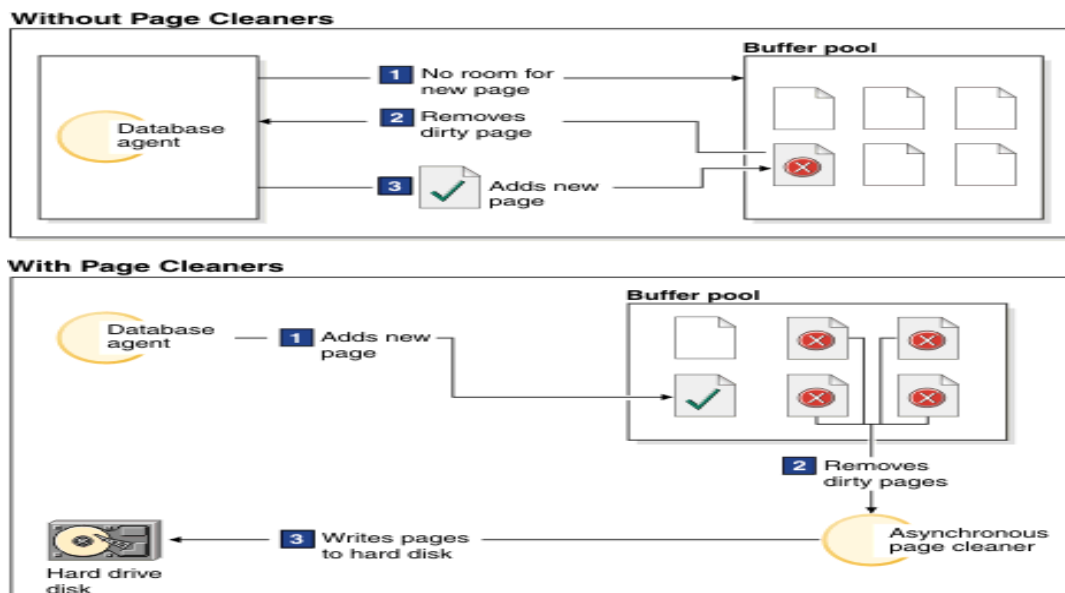 Without Page Cleaners
Buffer pool
1 No room for
new page
2 Removes
dirty page
Database
agent
3 Adds new
page
With Page Cleaners
Buffer pool
Database
agent
1 Adds new
page
2 Removes
dirty pages
3 Writes pages
to hard disk
Asynchronous
page cleaner
Hard drive
disk